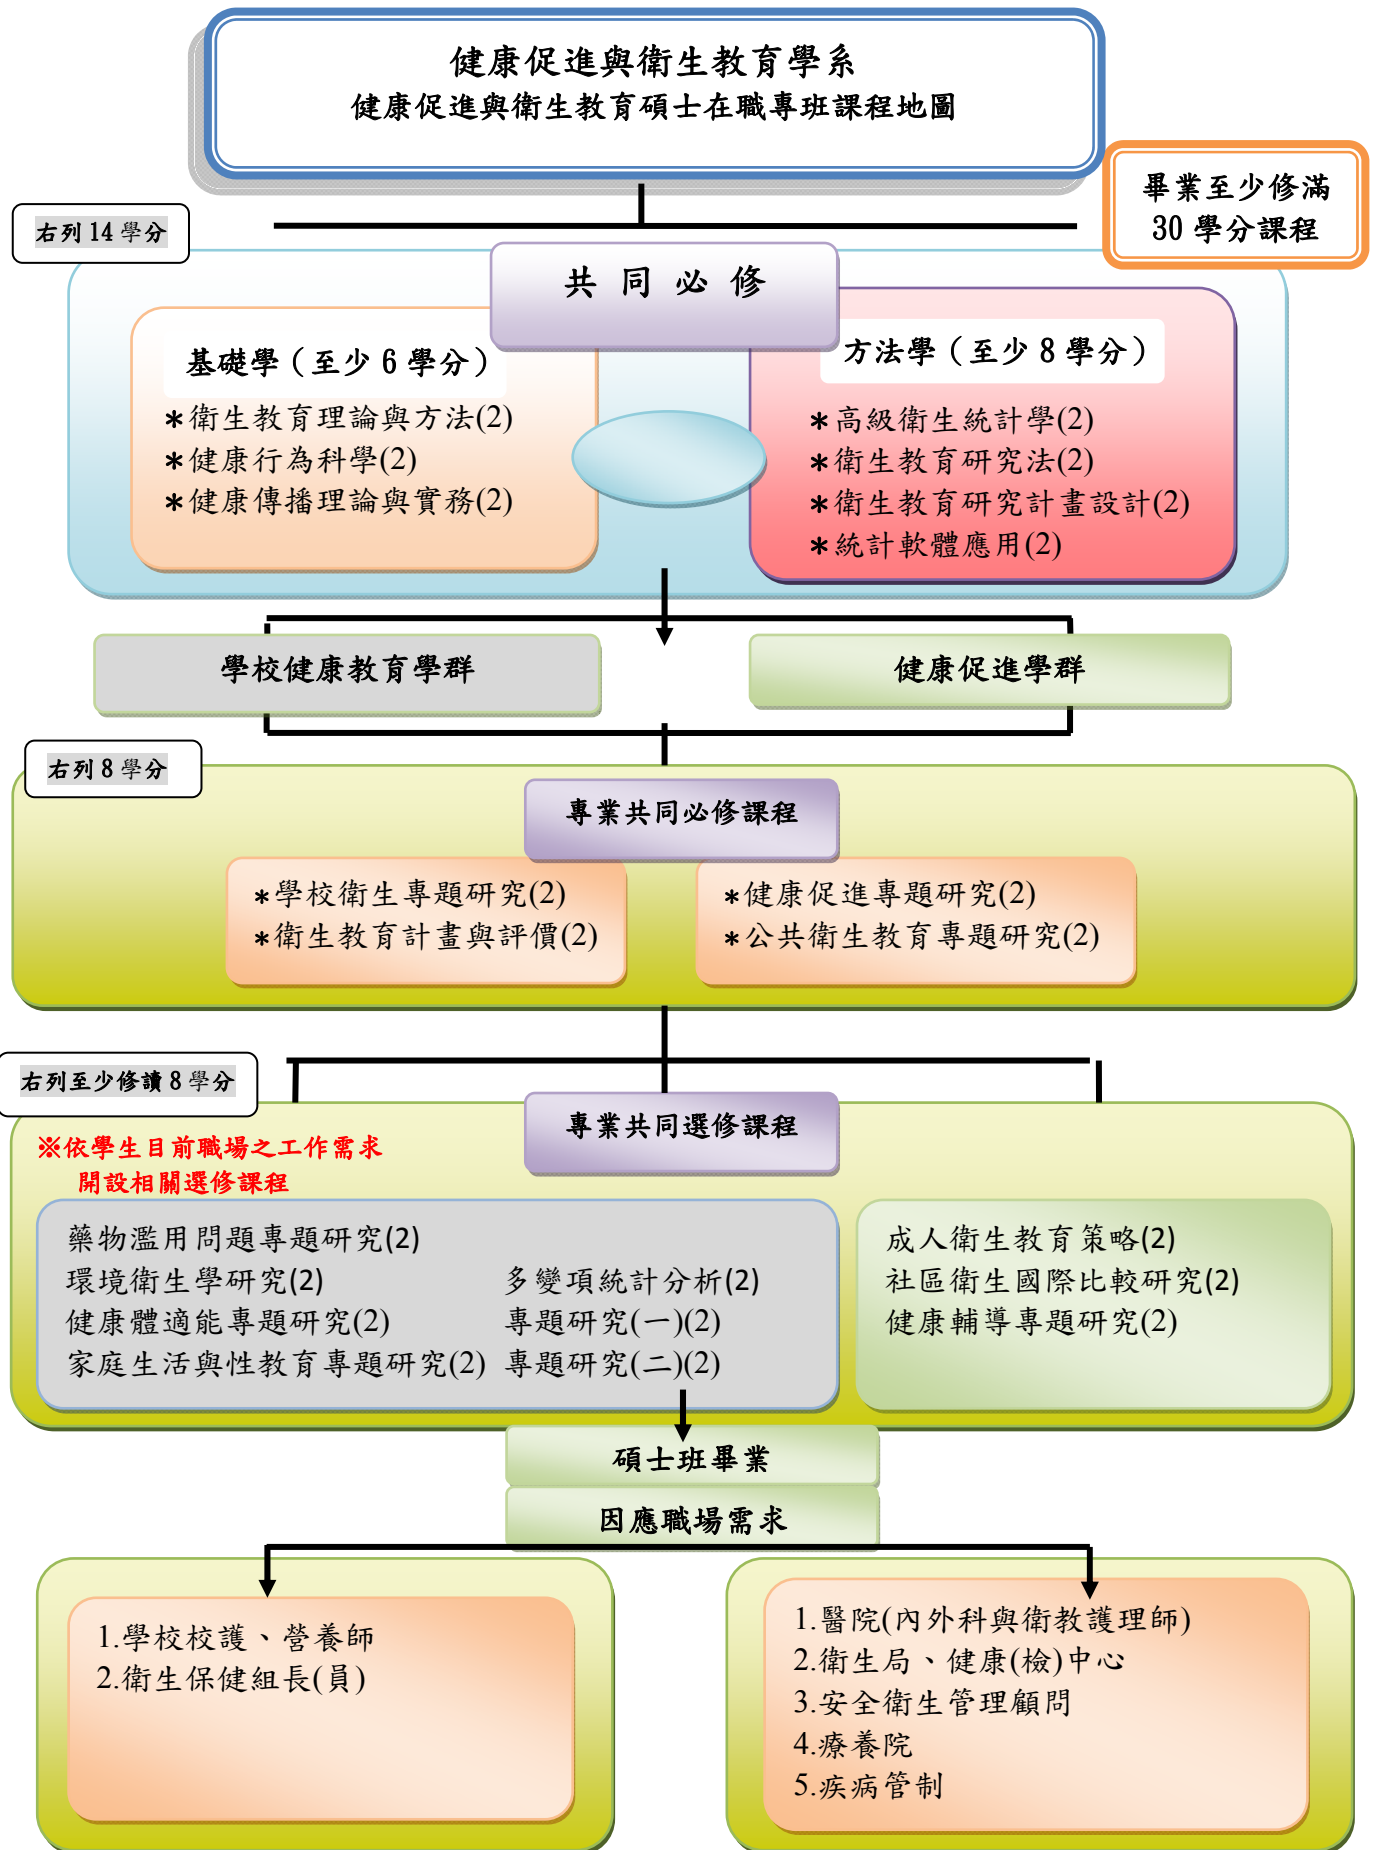 健康促進與衛生教育學系
健康促進與衛生教育碩士在職專班課程地圖
畢業至少修滿
30 學分課程
右列 14 學分
共 同 必 修
基礎學（至少 6 學分）
*衛生教育理論與方法(2)
*健康行為科學(2)
*健康傳播理論與實務(2)
方法學（至少 8 學分）
*高級衛生統計學(2)
*衛生教育研究法(2)
*衛生教育研究計畫設計(2)
*統計軟體應用(2)
學校健康教育學群
健康促進學群
右列 8 學分
專業共同必修課程
*學校衛生專題研究(2)
*衛生教育計畫與評價(2)
*健康促進專題研究(2)
*公共衛生教育專題研究(2)
右列至少修讀 8 學分
專業共同選修課程
※依學生目前職場之工作需求
開設相關選修課程
藥物濫用問題專題研究(2)
環境衛生學研究(2)
健康體適能專題研究(2)
家庭生活與性教育專題研究(2)
多變項統計分析(2)
專題研究(一)(2)
專題研究(二)(2)
成人衛生教育策略(2)
社區衛生國際比較研究(2)
健康輔導專題研究(2)
碩士班畢業
因應職場需求
1.學校校護、營養師
2.衛生保健組長(員)
1.醫院(內外科與衛教護理師)
2.衛生局、健康(檢)中心
3.安全衛生管理顧問
4.療養院
5.疾病管制